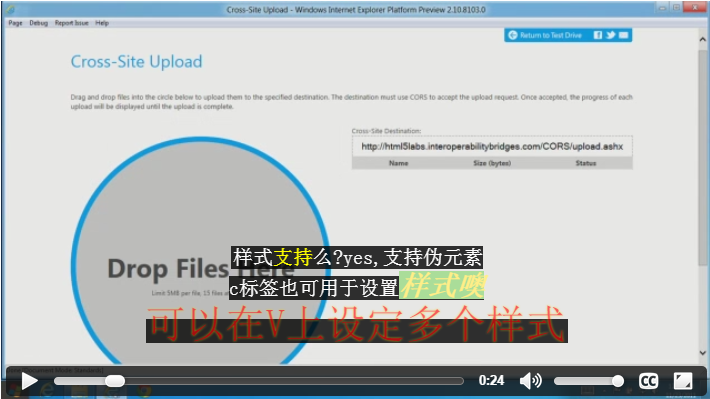 Cross-Site Upload - Windows Internet Explorer Platform Preview 2.10.8103.0
Page Debug Report Issue Help
Return to Test Drive
Cross-Site Upload
Drag and drop files into the circle below to upload them to the specified destination. The destination must use CORS to accept the upload request. Once accepted, the progress of each
upload will be displayed until the upload is complete.
Cross-Site Destination:
http://html5labs.interoperabilitybridges.com/CORS/upload.ashx
Name Size (bytes) Status
样式支持么?yes,支持伪元素
Drop Files Here
c标签也可用于设置样式噢
Limit 5MB per file. 15 files
可以在V上设定多个样式
0:24
CC